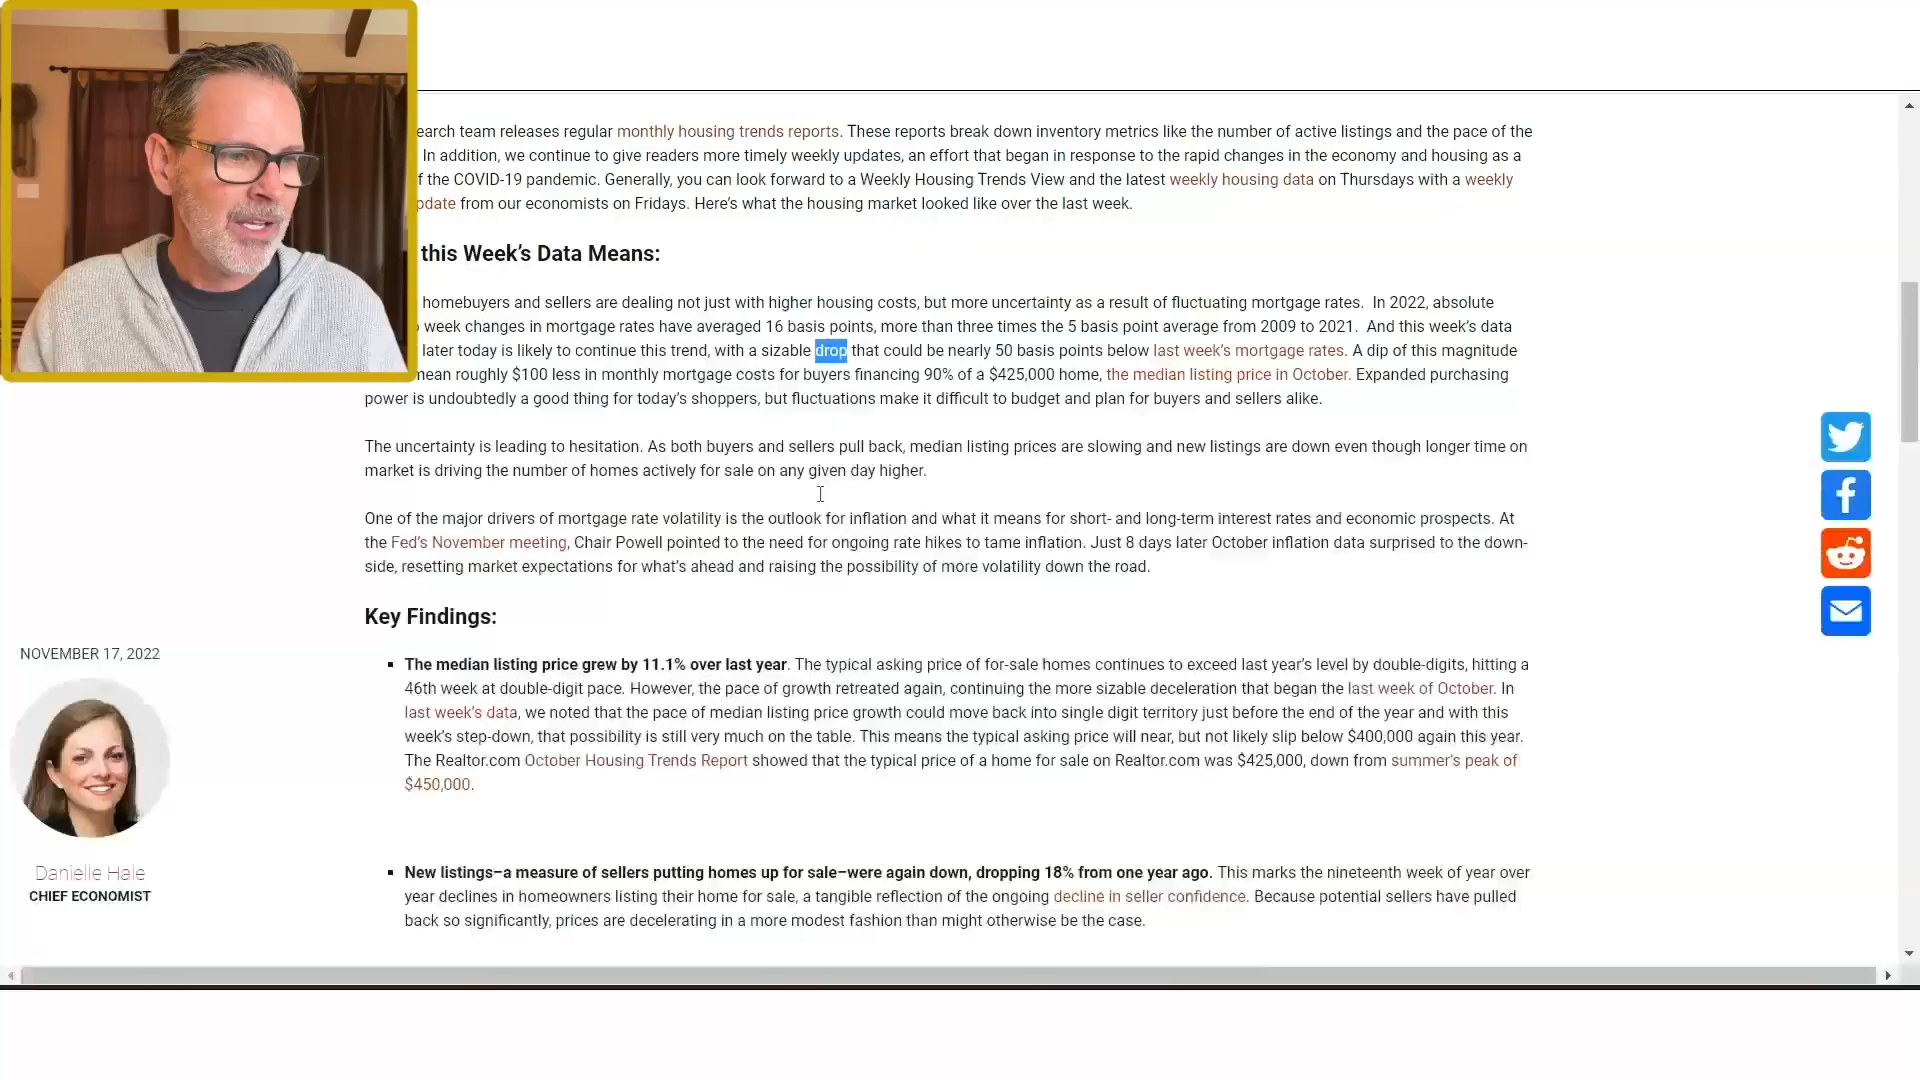 earch team releases regular monthly housing trends reports. These reports break down inventory metrics like the number of active listings and the pace of the
In addition, we continue to give readers more timely weekly updates, an effort that began in response to the rapid changes in the economy and housing as a
f the COVID-19 pandemic. Generally, you can look forward to a Weekly Housing Trends View and the latest weekly housing data on Thursdays with a weekly
pdate from our economists on Fridays. Here’s what the housing market looked like over the last week.
this Week’s Data Means:
homebuyers and sellers are dealing not just with higher housing costs, but more uncertainty as a result of fluctuating mortgage rates. In 2022, absolute
week changes in mortgage rates have averaged 16 basis points, more than three times the 5 basis point average from 2009 to 2021. And this week’s data
later today is likely to continue this trend, with a sizable drop that could be nearly 50 basis points below last week’s mortgage rates. A dip of this magnitude
mean roughly $100 less in monthly mortgage costs for buyers financing 90% of a $425,000 home, the median listing price in October. Expanded purchasing
power is undoubtedly a good thing for today’s shoppers, but fluctuations make it difficult to budget and plan for buyers and sellers alike.
The uncertainty is leading to hesitation. As both buyers and sellers pull back, median listing prices are slowing and new listings are down even though longer time on
market is driving the number of homes actively for sale on any given day higher.
One of the major drivers of mortgage rate volatility is the outlook for inflation and what it means for short- and long-term interest rates and economic prospects. At
the Fed’s November meeting, Chair Powell pointed to the need for ongoing rate hikes to tame inflation. Just 8 days later October inflation data surprised to the down-
side, resetting market expectations for what’s ahead and raising the possibility of more volatility down the road.
Key Findings:
NOVEMBER 17, 2022
The median listing price grew by 11.1% over last year. The typical asking price of for-sale homes continues to exceed last year’s level by double-digits, hitting a
46th week at double-digit pace. However, the pace of growth retreated again, continuing the more sizable deceleration that began the last week of October. In
last week’s data, we noted that the pace of median listing price growth could move back into single digit territory just before the end of the year and with this
week’s step-down, that possibility is still very much on the table. This means the typical asking price will near, but not likely slip below $400,000 again this year.
The Realtor.com October Housing Trends Report showed that the typical price of a home for sale on Realtor.com was $425,000, down from summer’s peak of
$450,000.
Danielle Hale
CHIEF ECONOMIST
New listings–a measure of sellers putting homes up for sale–were again down, dropping 18% from one year ago. This marks the nineteenth week of year over
year declines in homeowners listing their home for sale, a tangible reflection of the ongoing decline in seller confidence. Because potential sellers have pulled
back so significantly, prices are decelerating in a more modest fashion than might otherwise be the case.